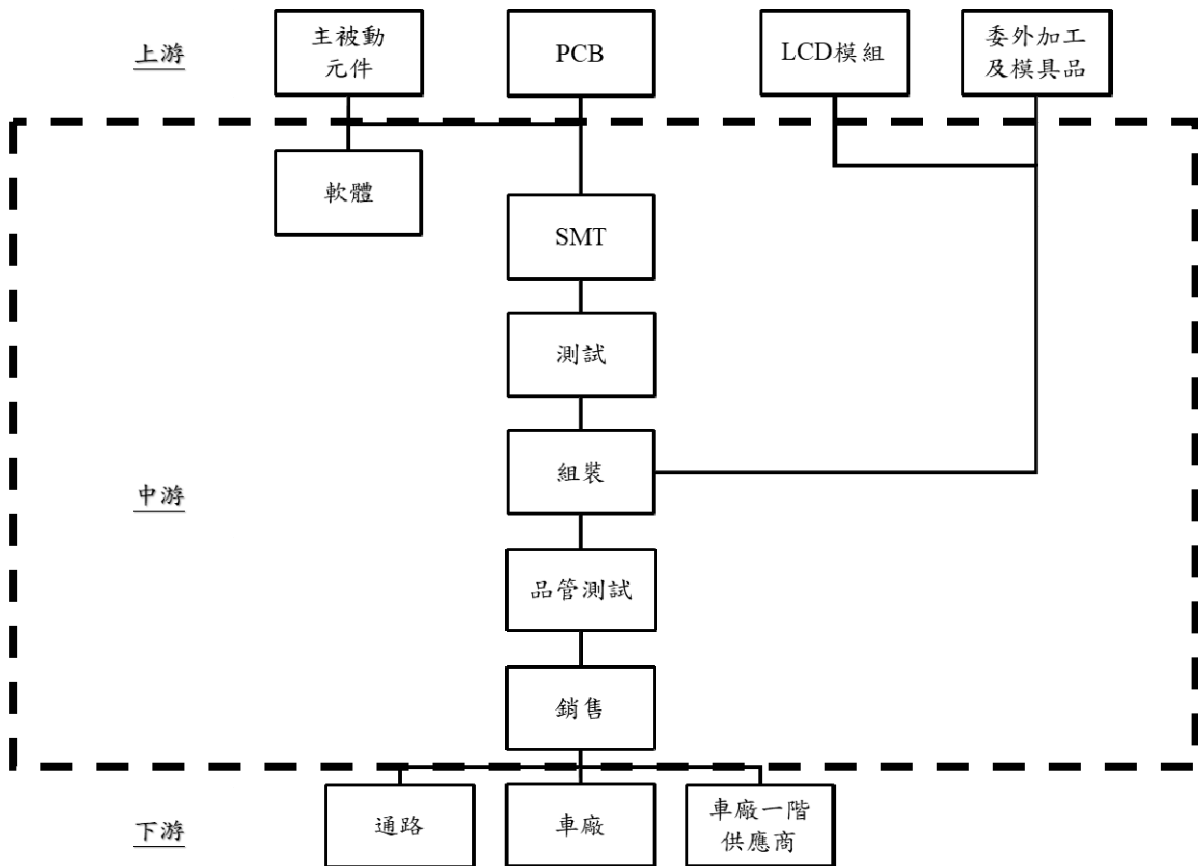 上游
主被動
元件
PCB
LCD模組
委外加工
及模具品
軟體
SMT
測試
組裝
中游
品管測試
銷售
下游
通路
車廠
車廠一階
供應商